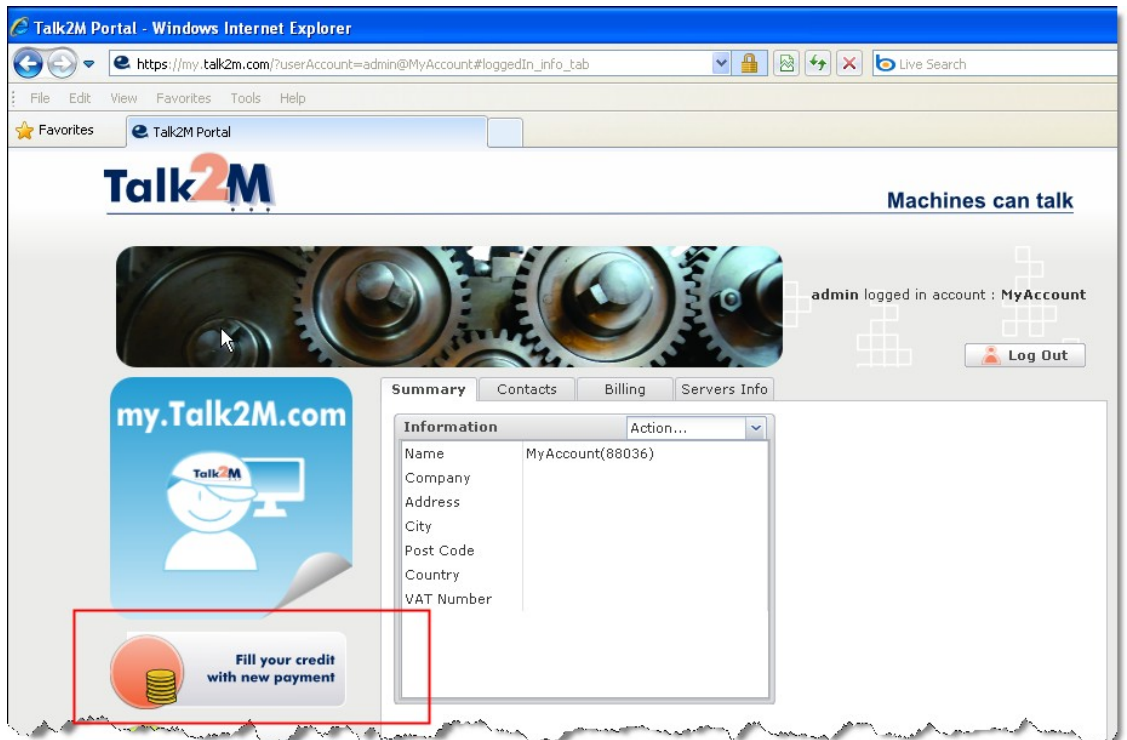 Talk2M Portal - Windows Internet Explorer
https://my.talk2m.com/?userAccount=admin@MyAccount#loggedIn_info_tab
Live Search
File Edit View Favorites Tools Help
Favorites
Talk2M Portal
Talk2M
Machines can talk
admin logged in account : MyAccount
Log Out
my.Talk2M.com
Talk2M
Summary Contacts Billing Servers Info
Information Action...
Name MyAccount(88036)
Company
Address
City
Post Code
Country
VAT Number
Fill your credit
with new payment